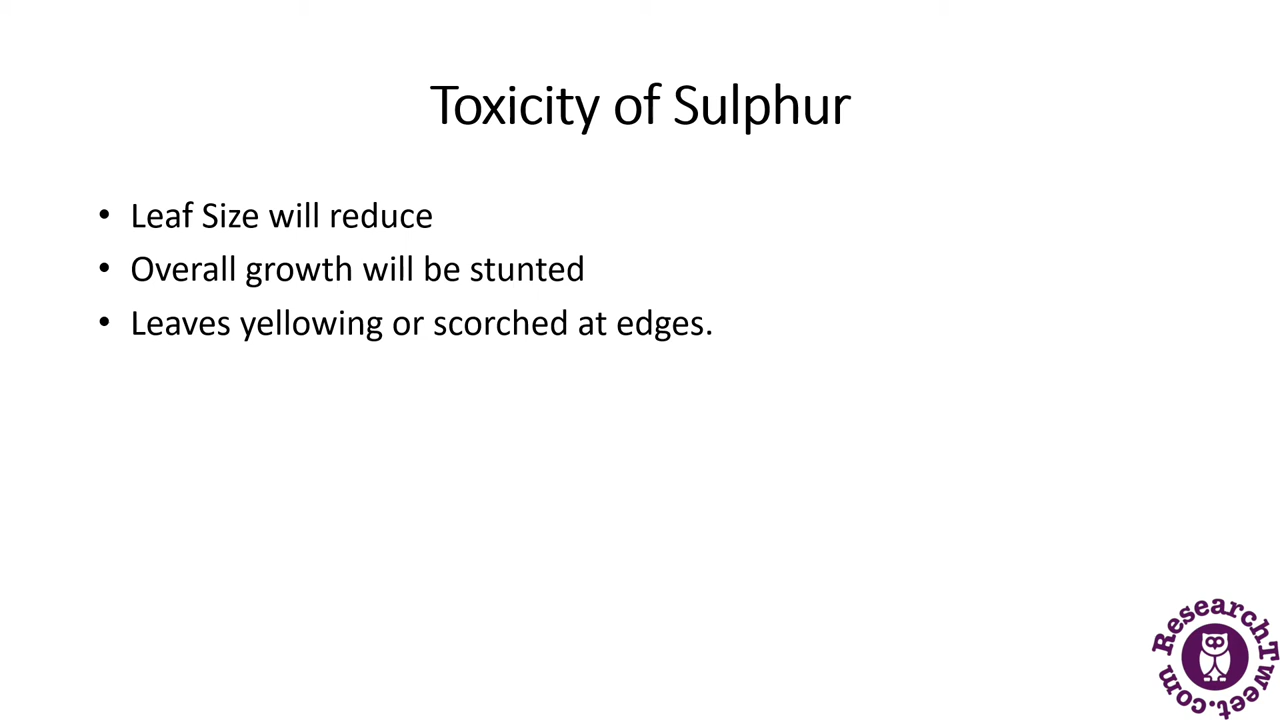 Toxicity of Sulphur
• Leaf Size will reduce
• Overall growth will be stunted
• Leaves yellowing or scorched at edges.
ResearchTweet.com